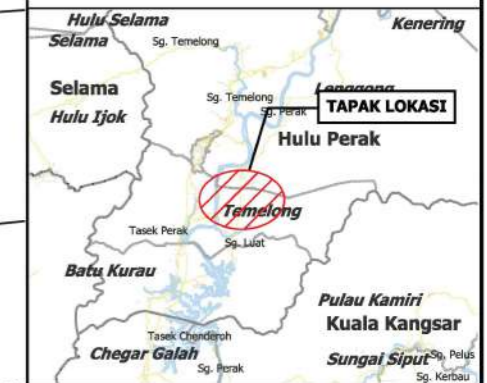 Hulu Selama
Kenering
Selama
Sg. Temelong
Selama
Lenggong
Sg. Temelong
TAPAK LOKASI
Hulu Ijok
Sg. Perak
Hulu Perak
Temelong
Tasek Perak
Sg. Luat
Batu Kurau
Pulau Kamiri
Kuala Kangsar
Tasek Chenderoh
Chegar Galah
Sungai Siput
Sg. Pelus
Sg. Perak
Sg. Kerbau